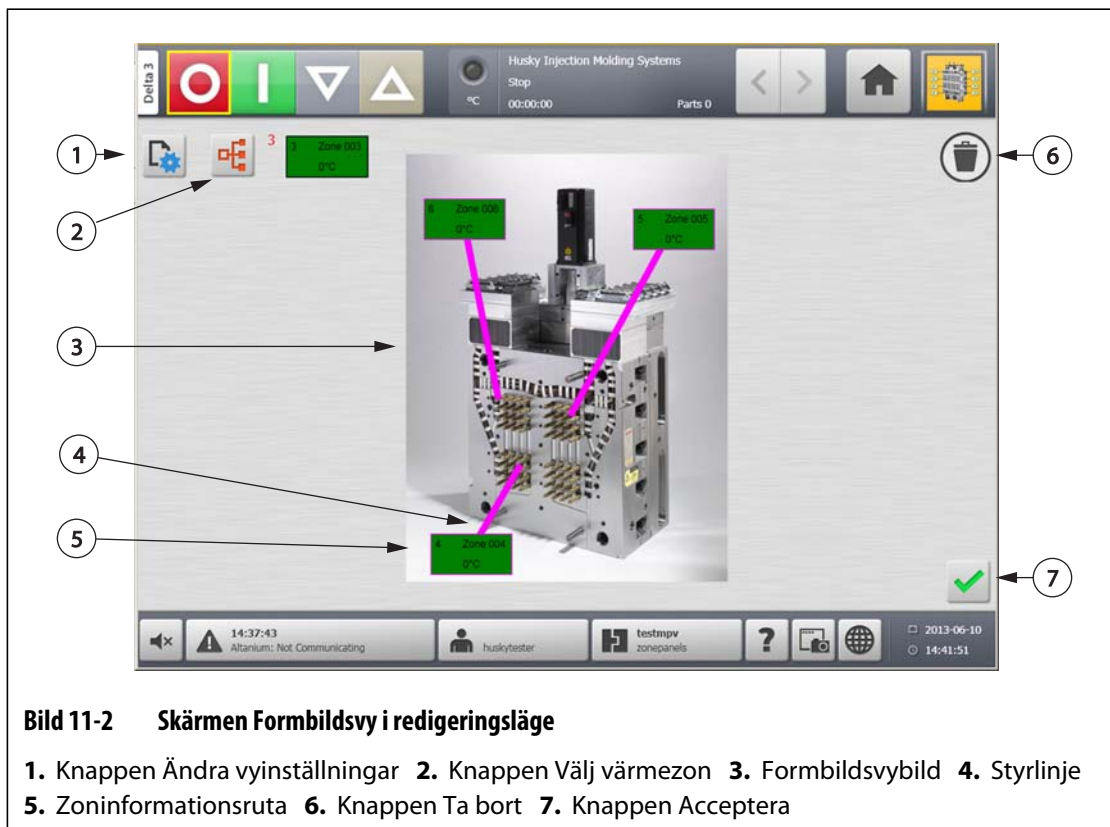 Delta 3
Husky Injection Molding Systems
Stop
°C
00:00:00
Parts 0
1
2
3
3 Zone 003
0°C
6
6 Zone 006
0°C
5 Zone 005
0°C
3
4
5
4 Zone 004
0°C
7
14:37:43
Altanium: Not Communicating
huskytester
testmpv
zonepanels
?
2013-06-10
14:41:51
Bild 11-2 Skärmen Formbildsvy i redigeringsläge
1. Knappen Ändra vyinställningar 2. Knappen Välj värmezon 3. Formbildsvybild 4. Styrlinje
5. Zoninformationsruta 6. Knappen Ta bort 7. Knappen Acceptera